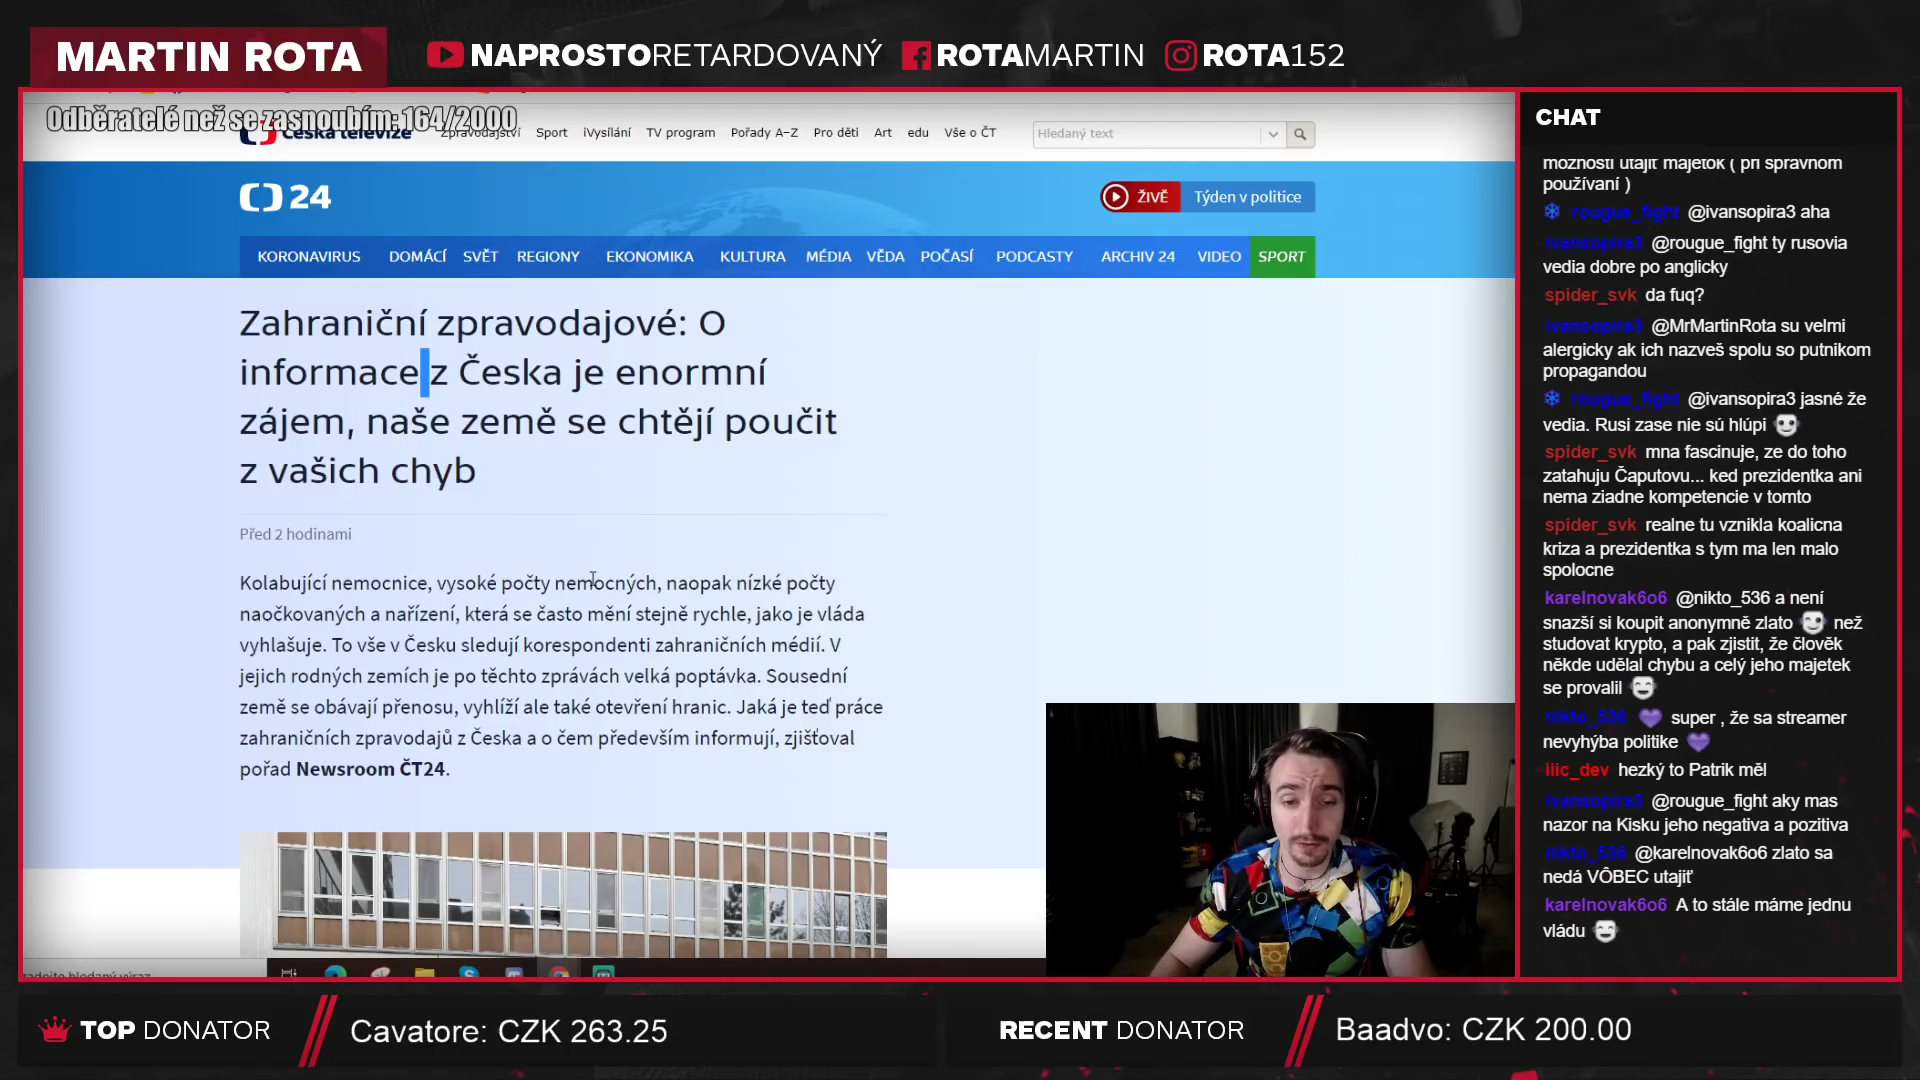 MARTIN ROTA
NAPROSTORETARDOVANÝ
ROTAMARTIN
ROTA152
Odběratelé než se zasnoubím: 164/2000
Česká televize
Zpravodajství Sport iVysílání TV program Pořady A–Z Pro děti Art edu Vše o ČT
Hledaný text
24
ŽIVĚ Týden v politice
KORONAVIRUS DOMÁCÍ SVĚT REGIONY EKONOMIKA KULTURA MÉDIA VĚDA POČASÍ PODCASTY ARCHIV 24 VIDEO SPORT
Zahraniční zpravodajové: O
informace z Česka je enormní
zájem, naše země se chtějí poučit
z vašich chyb
Před 2 hodinami
Kolabující nemocnice, vysoké počty nemocných, naopak nízké počty
naočkovaných a nařízení, která se často mění stejně rychle, jako je vláda
vyhlašuje. To vše v Česku sledují korespondenti zahraničních médií. V
jejich rodných zemích je po těchto zprávách velká poptávka. Sousední
země se obávají přenosu, vyhlíží ale také otevření hranic. Jaká je teď práce
zahraničních zpravodajů z Česka a o čem především informují, zjišťoval
pořad Newsroom ČT24.
hledaný výraz
CHAT
možnosti utajiť majetok ( pri správnom
používaní )
rougue_fight @ivansopira3 aha
ivansopira3 @rougue_fight ty rusovia
vedia dobre po anglicky
spider_svk da fuq?
ivansopira3 @MrMartinRota su velmi
alergicky ak ich nazveš spolu so putnikom
propagandou
rougue_fight @ivansopira3 jasné že
vedia. Rusi zase nie sú hlúpi
spider_svk mna fascinuje, ze do toho
zatahuju Čaputovu... ked prezidentka ani
nema ziadne kompetencie v tomto
spider_svk realne tu vznikla koalicna
kriza a prezidentka s tym ma len malo
spolocne
karelnovak6o6 @nikto_536 a není
snazší si koupit anonymně zlato než
studovat krypto, a pak zjistit, že člověk
někde udělal chybu a celý jeho majetek
se provalil
nikto_536 super , že sa streamer
nevyhýba politike
iiic_dev hezký to Patrik měl
ivansopira3 @rougue_fight aky mas
nazor na Kisku jeho negativa a pozitiva
nikto_536 @karelnovak6o6 zlato sa
nedá VÔBEC utajiť
karelnovak6o6 A to stále máme jednu
vládu
TOP DONATOR
Cavatore: CZK 263.25
RECENT DONATOR
Baadvo: CZK 200.00